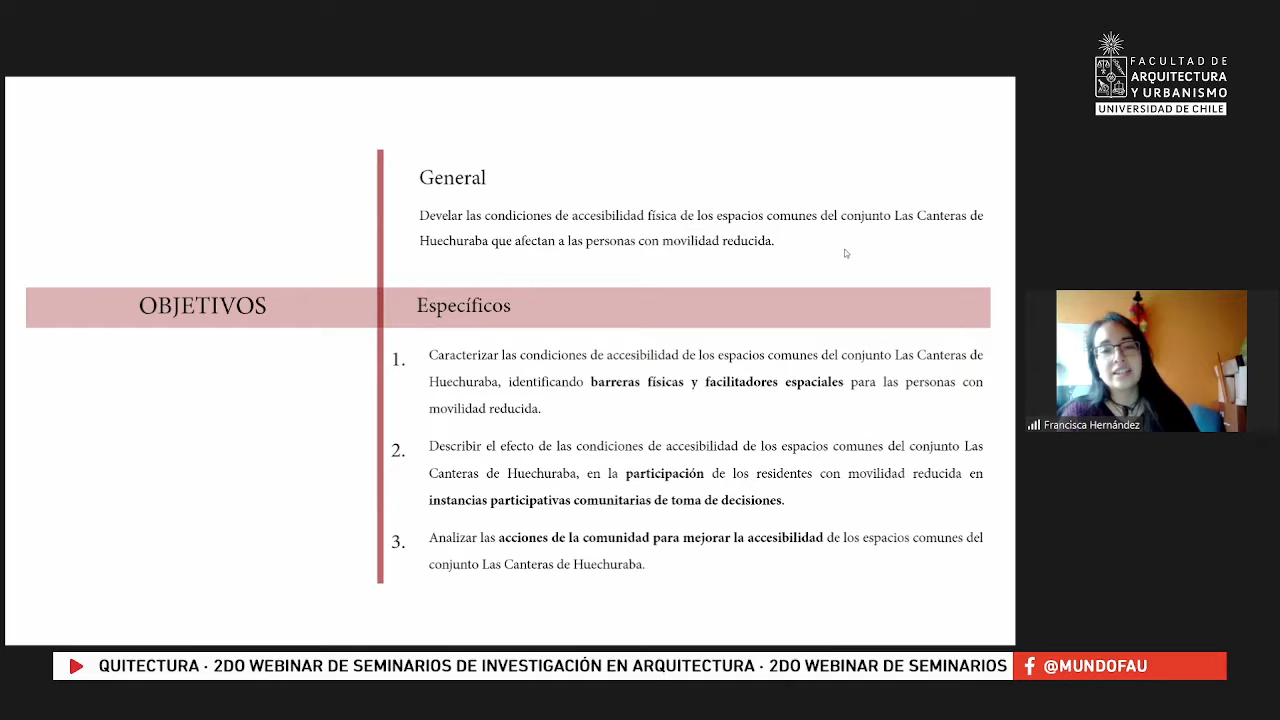 FACULTAD DE
ARQUITECTURA
Y URBANISMO
UNIVERSIDAD DE CHILE
General
Develar las condiciones de accesibilidad física de los espacios comunes del conjunto Las Canteras de
Huechuraba que afectan a las personas con movilidad reducida.
OBJETIVOS
Específicos
1. Caracterizar las condiciones de accesibilidad de los espacios comunes del conjunto Las Canteras de
Huechuraba, identificando barreras físicas y facilitadores espaciales para las personas con
movilidad reducida.
2. Describir el efecto de las condiciones de accesibilidad de los espacios comunes del conjunto Las
Canteras de Huechuraba, en la participación de los residentes con movilidad reducida en
instancias participativas comunitarias de toma de decisiones.
3. Analizar las acciones de la comunidad para mejorar la accesibilidad de los espacios comunes del
conjunto Las Canteras de Huechuraba.
Francisca Hernández
QUITECTURA · 2DO WEBINAR DE SEMINARIOS DE INVESTIGACIÓN EN ARQUITECTURA · 2DO WEBINAR DE SEMINARIOS
@MUNDOFAU